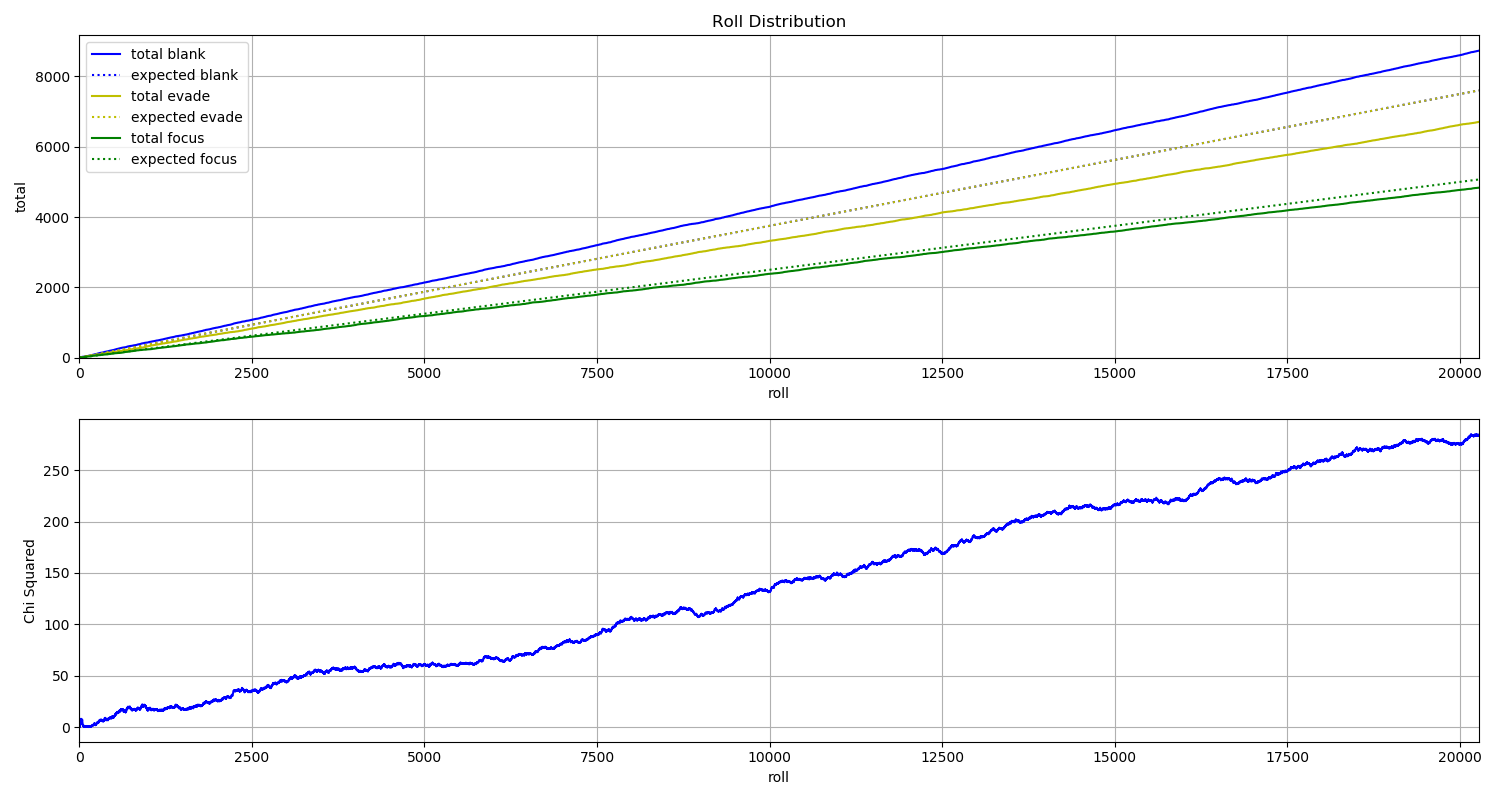 Roll Distribution
total blank
expected blank
total evade
expected evade
total focus
expected focus
8000
6000
4000
2000
0
total
0 2500 5000 7500 10000 12500 15000 17500 20000
roll
250
200
150
100
50
0
Chi Squared
0 2500 5000 7500 10000 12500 15000 17500 20000
roll